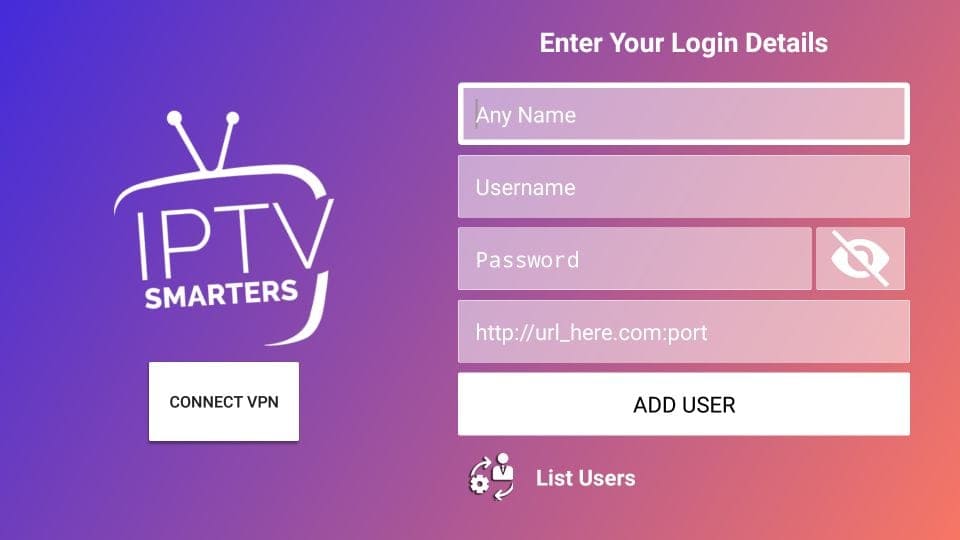 Enter Your Login Details
Any Name
Username
Password
http://url_here.com:port
ADD USER
List Users
IPTV
SMARTERS
CONNECT VPN